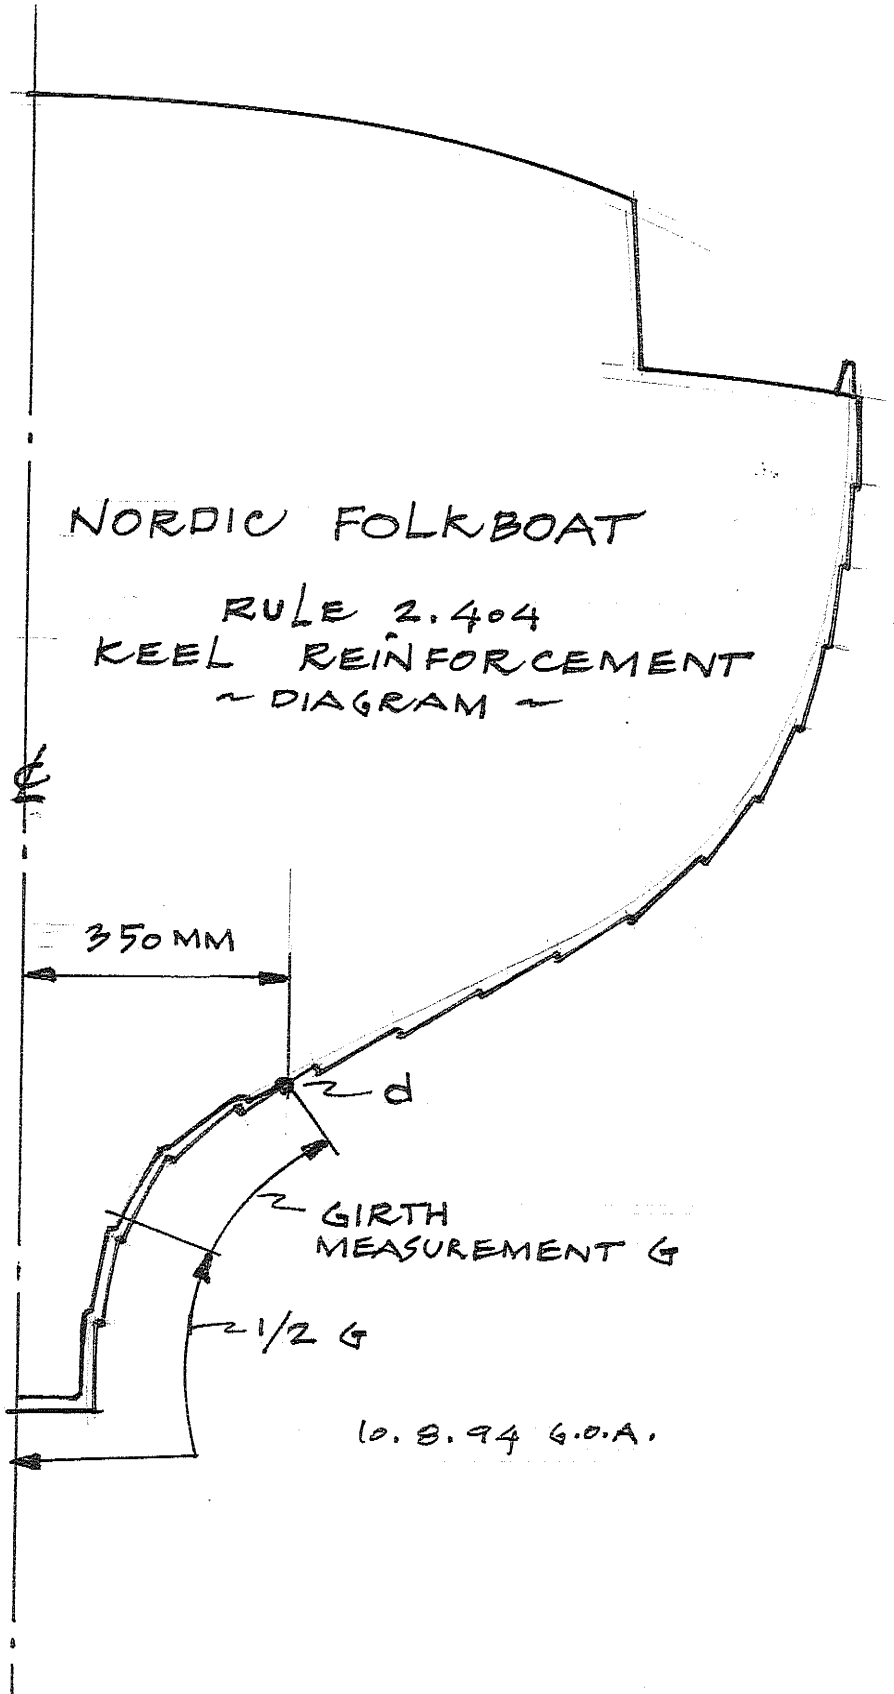 NORDIC FOLKBOAT
RULE 2.404
KEEL REINFORCEMENT
~ DIAGRAM ~
℄
350 MM
d
GIRTH
MEASUREMENT G
1/2 G
10.8.94 G.O.A.